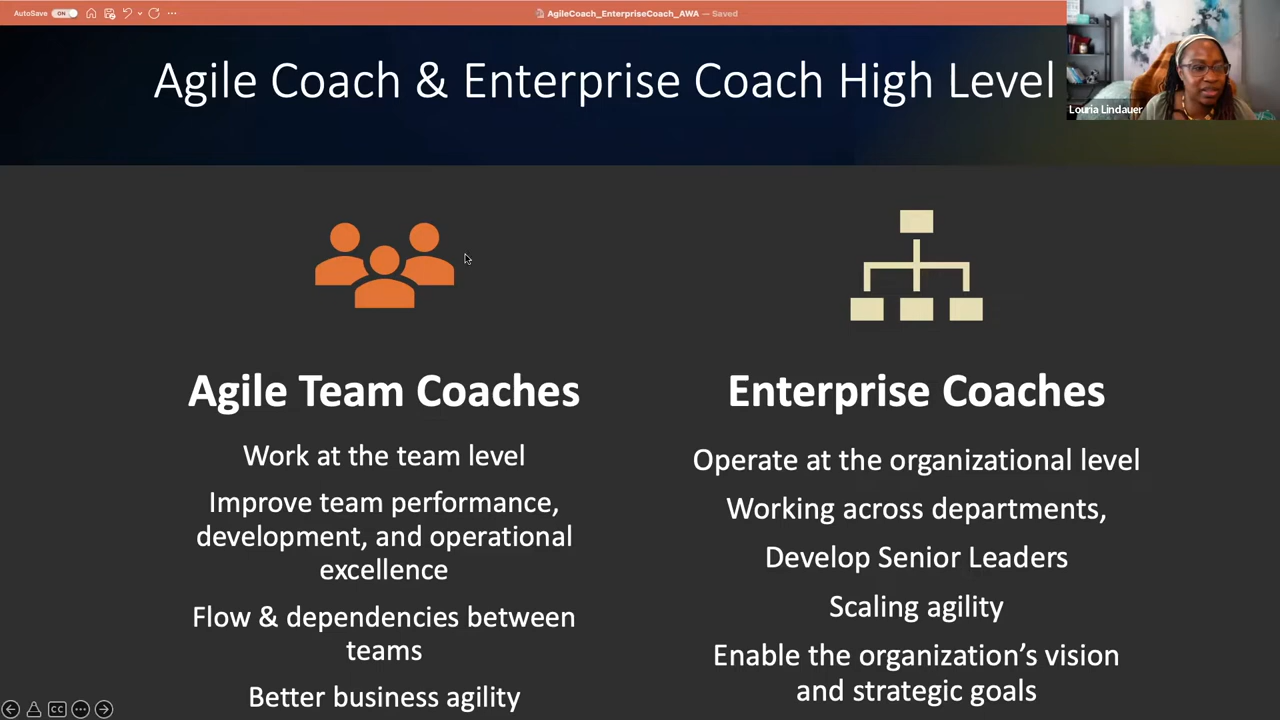 AutoSave ON
AgileCoach_EnterpriseCoach_AWA — Saved
Agile Coach & Enterprise Coach High Level
Louria Lindauer
Agile Team Coaches
Work at the team level
Improve team performance,
development, and operational
excellence
Flow & dependencies between
teams
Better business agility
Enterprise Coaches
Operate at the organizational level
Working across departments,
Develop Senior Leaders
Scaling agility
Enable the organization’s vision
and strategic goals
CC